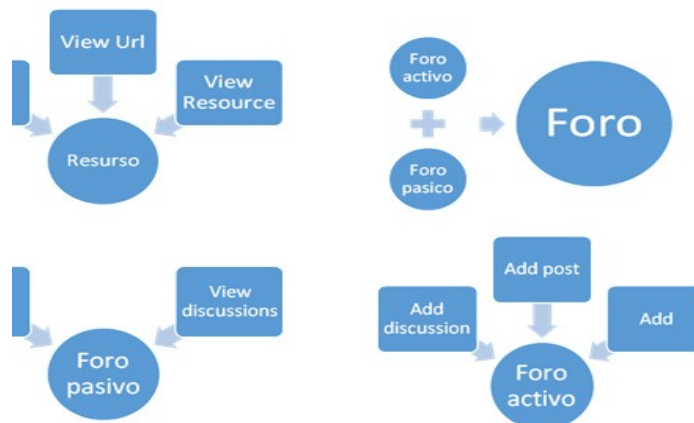 View Url
View
Resource
Resurso
Foro
activo
Foro
pasico
Foro
View
discussions
Foro
pasivo
Add post
Add
discussion
Add
Foro
activo